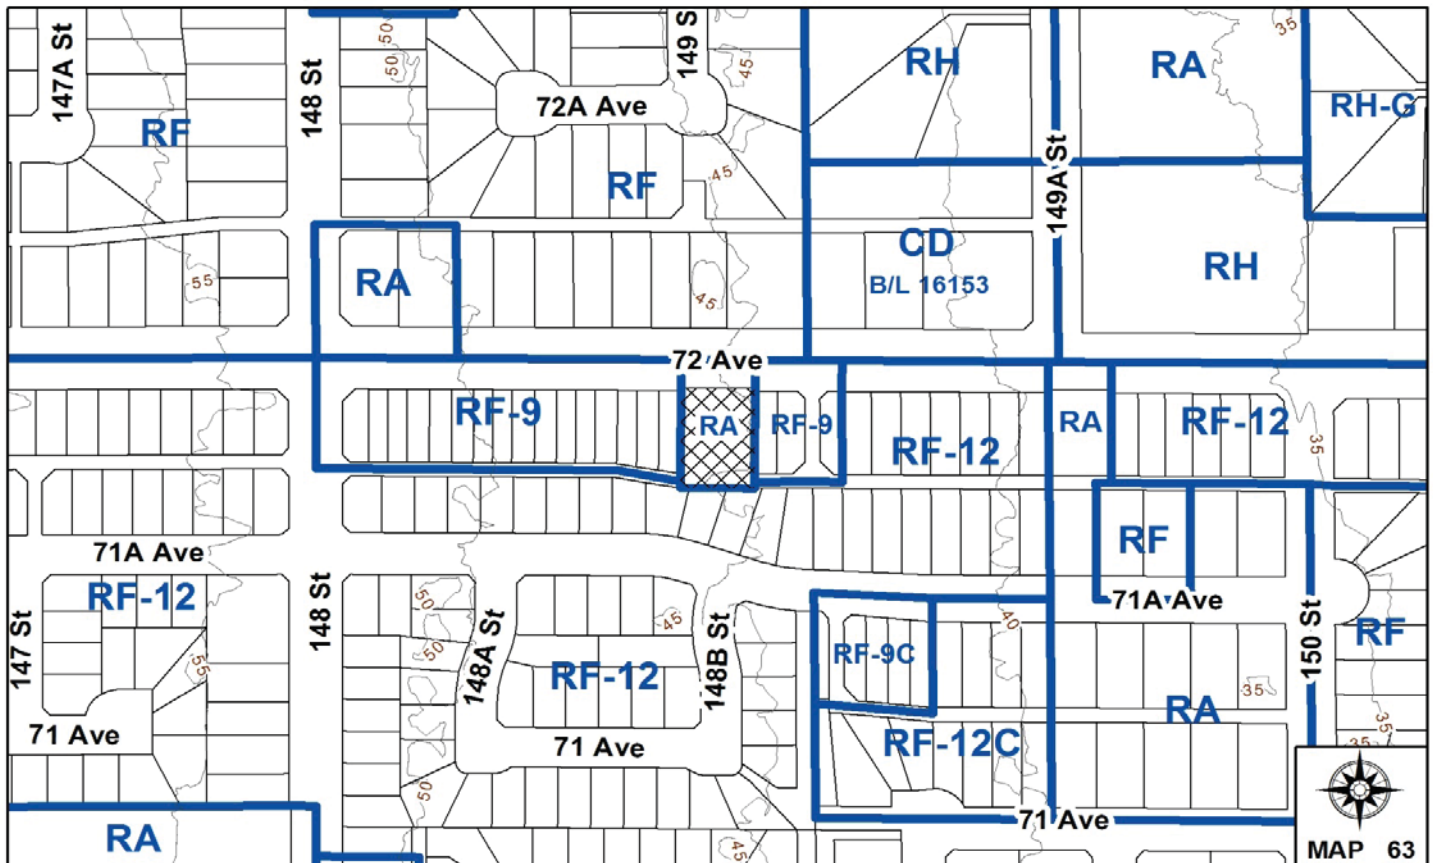 147A St
148 St
50
50
149 S
45
RH
RA
35
RH-G
72A Ave
RF
RF
45
149A St
CD
B/L 16153
RH
55
RA
45
72 Ave
RF-9
RA
RF-9
RF-12
RA
RF-12
35
71A Ave
RF
RF-12
148 St
147 St
50
148A St
45
148B St
40
71A Ave
150 St
RF
50
55
RF-12
RF-9C
35
RA
71 Ave
71 Ave
RF-12C
35
35
50
71 Ave
RA
45
MAP 63